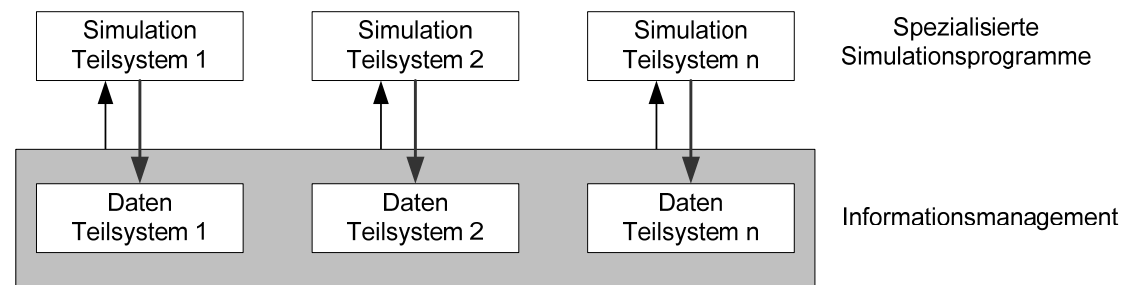 Simulation
Teilsystem 1
Simulation
Teilsystem 2
Simulation
Teilsystem n
Spezialisierte
Simulationsprogramme
Daten
Teilsystem 1
Daten
Teilsystem 2
Daten
Teilsystem n
Informationsmanagement